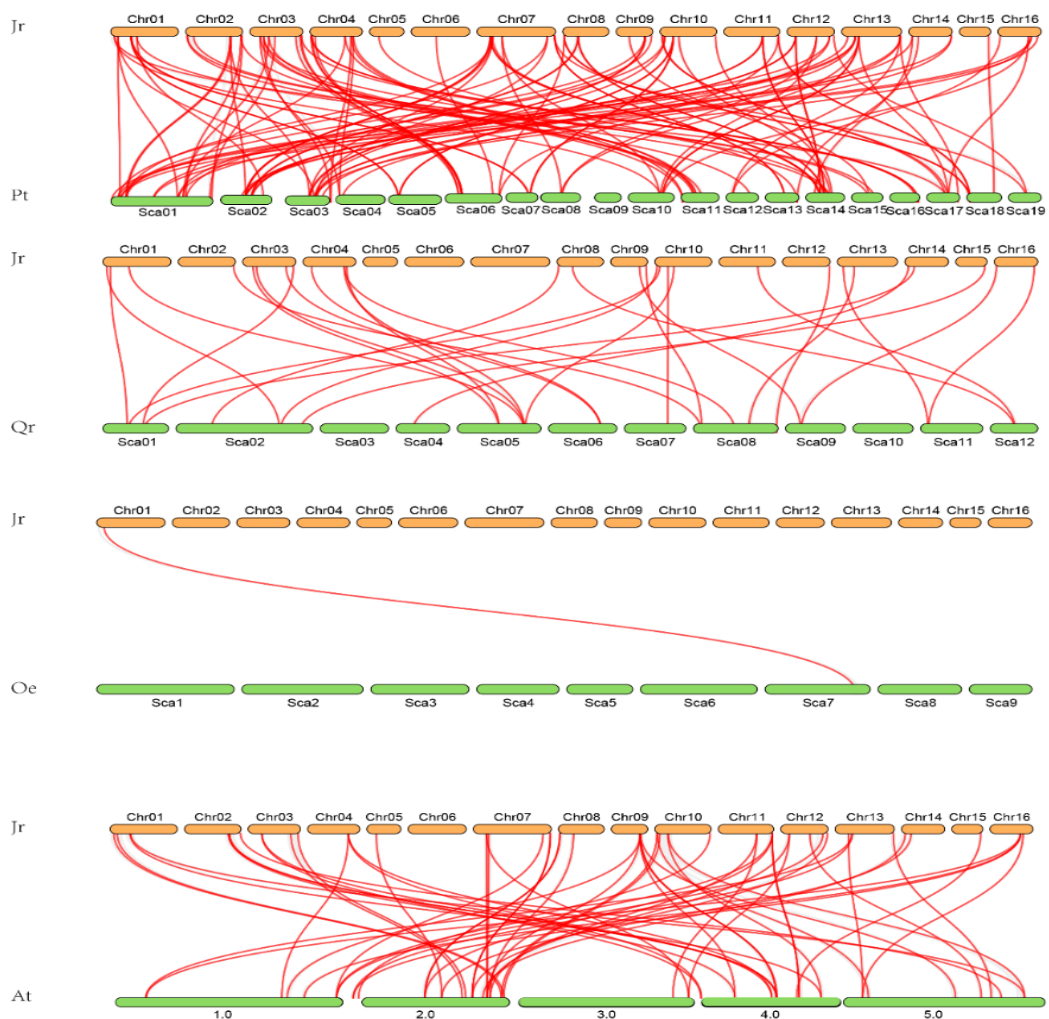 Jr Chr01 Chr02 Chr03 Chr04 Chr05 Chr06 Chr07 Chr08 Chr09 Chr10 Chr11 Chr12 Chr13 Chr14 Chr15 Chr16
Pt Sca01 Sca02 Sca03 Sca04 Sca05 Sca06 Sca07 Sca08 Sca09 Sca10 Sca11 Sca12 Sca13 Sca14 Sca15 Sca16 Sca17 Sca18 Sca19
Jr Chr01 Chr02 Chr03 Chr04 Chr05 Chr06 Chr07 Chr08 Chr09 Chr10 Chr11 Chr12 Chr13 Chr14 Chr15 Chr16
Qr Sca01 Sca02 Sca03 Sca04 Sca05 Sca06 Sca07 Sca08 Sca09 Sca10 Sca11 Sca12
Jr Chr01 Chr02 Chr03 Chr04 Chr05 Chr06 Chr07 Chr08 Chr09 Chr10 Chr11 Chr12 Chr13 Chr14 Chr15 Chr16
Oe Sca1 Sca2 Sca3 Sca4 Sca5 Sca6 Sca7 Sca8 Sca9
Jr Chr01 Chr02 Chr03 Chr04 Chr05 Chr06 Chr07 Chr08 Chr09 Chr10 Chr11 Chr12 Chr13 Chr14 Chr15 Chr16
At 1.0 2.0 3.0 4.0 5.0